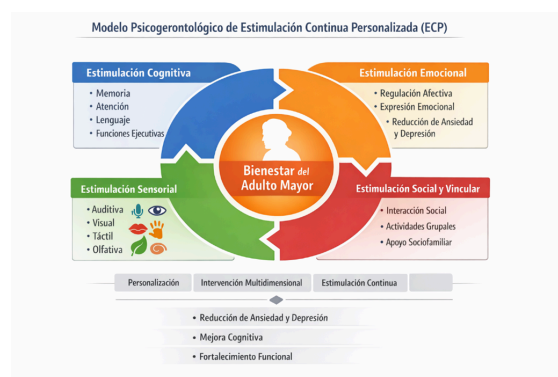 Modelo Psicogerontológico de Estimulación Continua Personalizada (ECP)
Estimulación Cognitiva
• Memoria
• Atención
• Lenguaje
• Funciones Ejecutivas
Estimulación Emocional
• Regulación Afectiva
• Expresión Emocional
• Reducción de Ansiedad
y Depresión
Bienestar del
Adulto Mayor
Estimulación Sensorial
• Auditiva
• Visual
• Táctil
• Olfativa
Estimulación Social y Vincular
• Interacción Social
• Actividades Grupales
• Apoyo Sociofamiliar
Personalización
Intervención Multidimensional
Estimulación Continua
• Reducción de Ansiedad y Depresión
• Mejora Cognitiva
• Fortalecimiento Funcional